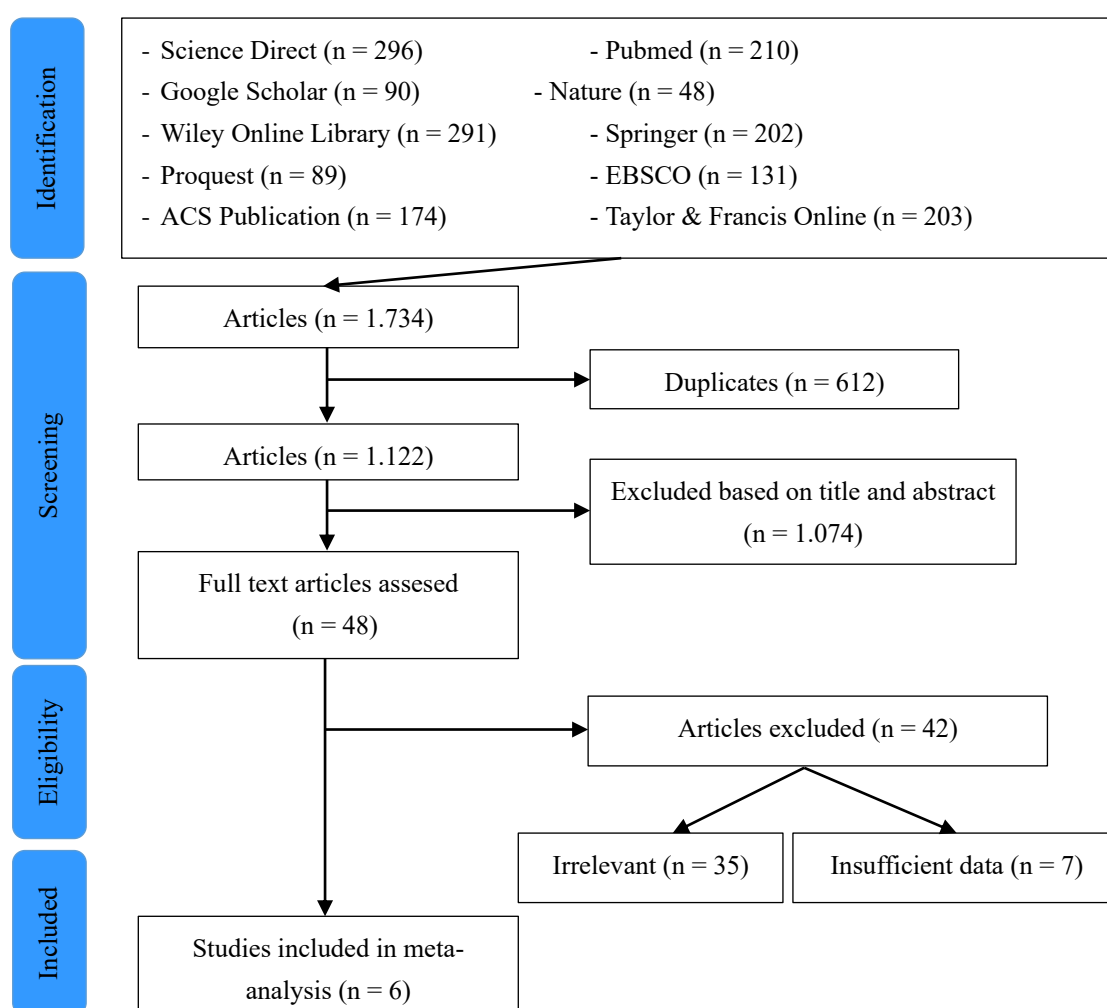 Identification
- Science Direct (n = 296)
- Pubmed (n = 210)
- Google Scholar (n = 90)
- Nature (n = 48)
- Wiley Online Library (n = 291)
- Springer (n = 202)
- Proquest (n = 89)
- EBSCO (n = 131)
- ACS Publication (n = 174)
- Taylor & Francis Online (n = 203)
Screening
Articles (n = 1.734)
Duplicates (n = 612)
Articles (n = 1.122)
Excluded based on title and abstract
(n = 1.074)
Full text articles assesed
(n = 48)
Eligibility
Articles excluded (n = 42)
Irrelevant (n = 35)
Insufficient data (n = 7)
Included
Studies included in meta-
analysis (n = 6)